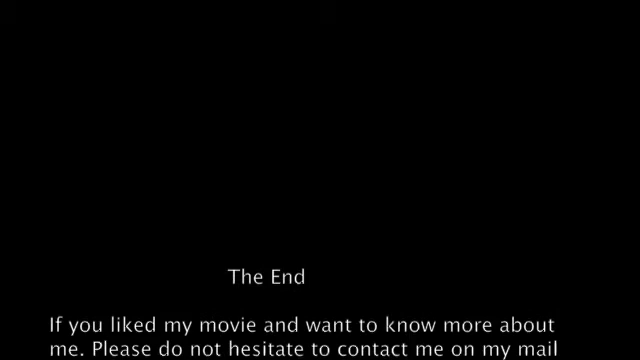 The End
If you liked my movie and want to know more about
me. Please do not hesitate to contact me on my mail